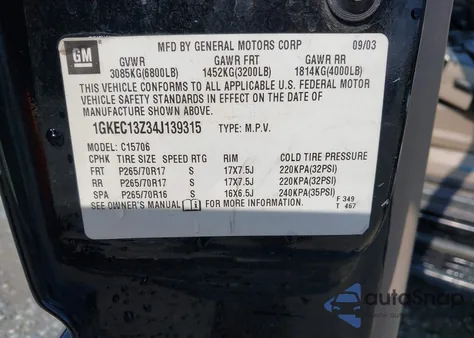 GM
MFD BY GENERAL MOTORS CORP 09/03
GVWR GAWR FRT GAWR RR
3085KG(6800LB) 1452KG(3200LB) 1814KG(4000LB)
THIS VEHICLE CONFORMS TO ALL APPLICABLE U.S. FEDERAL MOTOR
VEHICLE SAFETY STANDARDS IN EFFECT ON THE DATE OF
MANUFACTURE SHOWN ABOVE.
1GKEC13Z34J139315 TYPE: M.P.V.
MODEL: C15706
CPHK TIRE SIZE SPEED RTG RIM COLD TIRE PRESSURE
FRT P265/70R17 S 17X7.5J 220KPA(32PSI)
RR P265/70R17 S 17X7.5J 220KPA(32PSI)
SPA P265/70R16 S 16X6.5J 240KPA(35PSI)
SEE OWNER'S MANUAL FOR MORE INFORMATION.
F 349
T 467
autoSnap